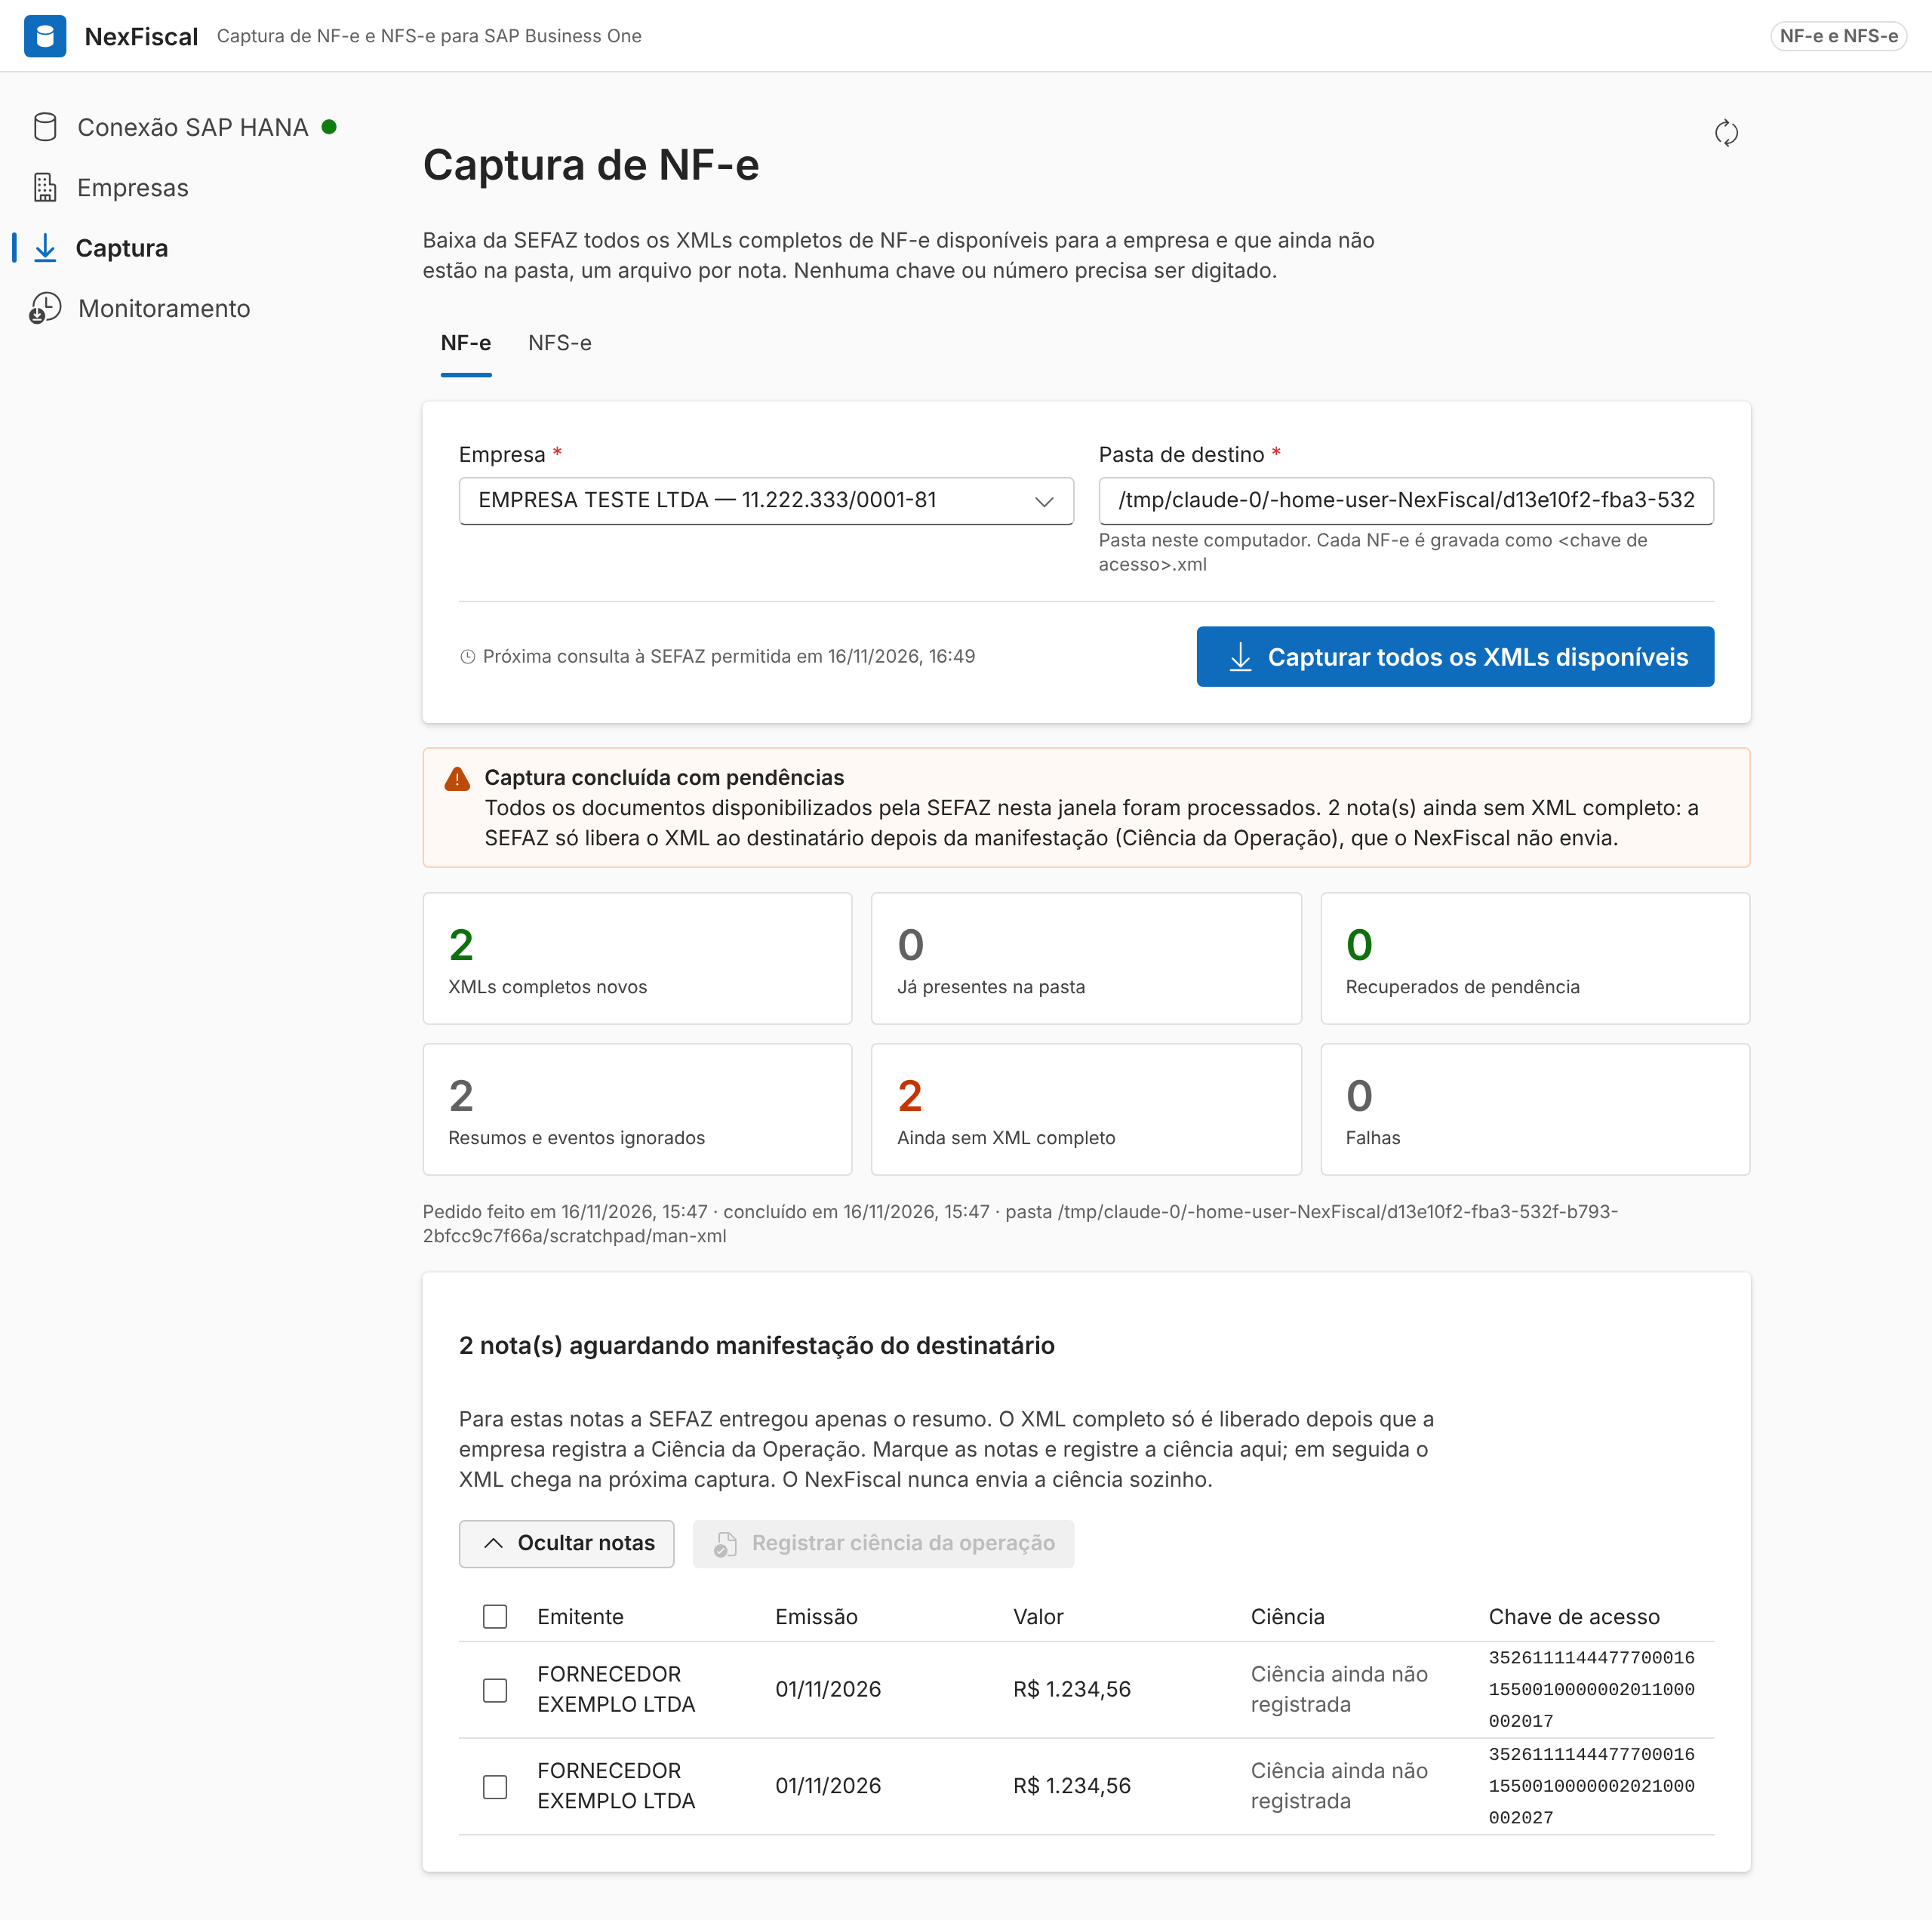 NexFiscal
Captura de NF-e e NFS-e para SAP Business One
NF-e e NFS-e
Conexão SAP HANA
Empresas
Captura
Monitoramento
Captura de NF-e
Baixa da SEFAZ todos os XMLs completos de NF-e disponíveis para a empresa e que ainda não
estão na pasta, um arquivo por nota. Nenhuma chave ou número precisa ser digitado.
NF-e
NFS-e
Empresa *
EMPRESA TESTE LTDA — 11.222.333/0001-81
Pasta de destino *
/tmp/claude-0/-home-user-NexFiscal/d13e10f2-fba3-532
Pasta neste computador. Cada NF-e é gravada como <chave de
acesso>.xml
Próxima consulta à SEFAZ permitida em 16/11/2026, 16:49
Capturar todos os XMLs disponíveis
Captura concluída com pendências
Todos os documentos disponibilizados pela SEFAZ nesta janela foram processados. 2 nota(s) ainda sem XML completo: a
SEFAZ só libera o XML ao destinatário depois da manifestação (Ciência da Operação), que o NexFiscal não envia.
2
XMLs completos novos
0
Já presentes na pasta
0
Recuperados de pendência
2
Resumos e eventos ignorados
2
Ainda sem XML completo
0
Falhas
Pedido feito em 16/11/2026, 15:47 · concluído em 16/11/2026, 15:47 · pasta /tmp/claude-0/-home-user-NexFiscal/d13e10f2-fba3-532f-b793-
2bfcc9c7f66a/scratchpad/man-xml
2 nota(s) aguardando manifestação do destinatário
Para estas notas a SEFAZ entregou apenas o resumo. O XML completo só é liberado depois que a
empresa registra a Ciência da Operação. Marque as notas e registre a ciência aqui; em seguida o
XML chega na próxima captura. O NexFiscal nunca envia a ciência sozinho.
Ocultar notas
Registrar ciência da operação
Emitente
Emissão
Valor
Ciência
Chave de acesso
FORNECEDOR
EXEMPLO LTDA
01/11/2026
R$ 1.234,56
Ciência ainda não
registrada
3526111144477700016
1550010000002011000
002017
FORNECEDOR
EXEMPLO LTDA
01/11/2026
R$ 1.234,56
Ciência ainda não
registrada
3526111144477700016
1550010000002021000
002027